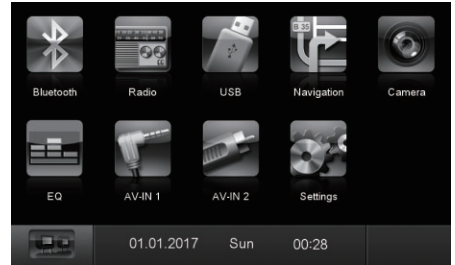 B.35
Bluetooth Radio USB Navigation Camera
EQ AV-IN 1 AV-IN 2 Settings
01.01.2017 Sun 00:28